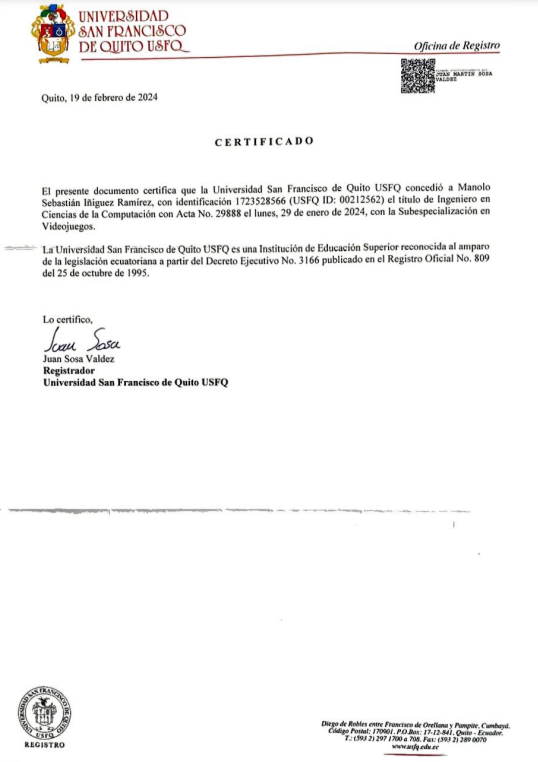 UNIVERSIDAD
SAN FRANCISCO
DE QUITO USFQ
Oficina de Registro
JUAN MARTIN SOSA
VALDEZ
Quito, 19 de febrero de 2024
CERTIFICADO
El presente documento certifica que la Universidad San Francisco de Quito USFQ concedió a Manolo
Sebastián Iñiguez Ramírez, con identificación 1723528566 (USFQ ID: 00212562) el título de Ingeniero en
Ciencias de la Computación con Acta No. 29888 el lunes, 29 de enero de 2024, con la Subespecialización en
Videojuegos.
La Universidad San Francisco de Quito USFQ es una Institución de Educación Superior reconocida al amparo
de la legislación ecuatoriana a partir del Decreto Ejecutivo No. 3166 publicado en el Registro Oficial No. 809
del 25 de octubre de 1995.
Lo certifico,
Juan Sosa
Juan Sosa Valdez
Registrador
Universidad San Francisco de Quito USFQ
UNIVERSIDAD SAN FRANCISCO DE QUITO
USFQ
REGISTRO
Diego de Robles entre Francisco de Orellana y Pampite, Cumbayá.
Código Postal: 170901. P.O.Box: 17-12-841, Quito - Ecuador.
T.: (593 2) 297 1700 a 708. Fax: (593 2) 289 0070
www.usfq.edu.ec